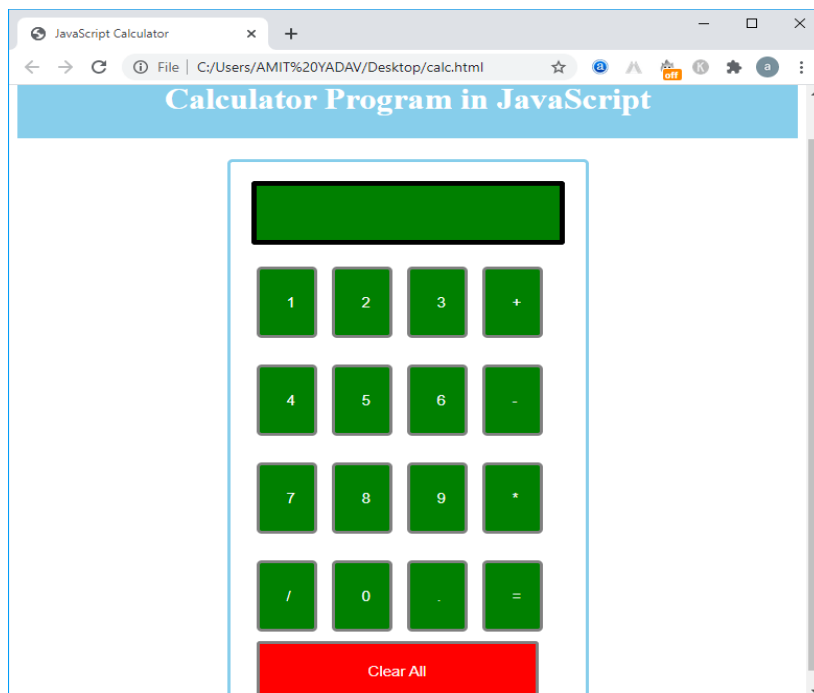 JavaScript Calculator
File | C:/Users/AMIT%20YADAV/Desktop/calc.html
a
off
K
a
Calculator Program in JavaScript
1 2 3 +
4 5 6 -
7 8 9 *
/ 0 . =
Clear All